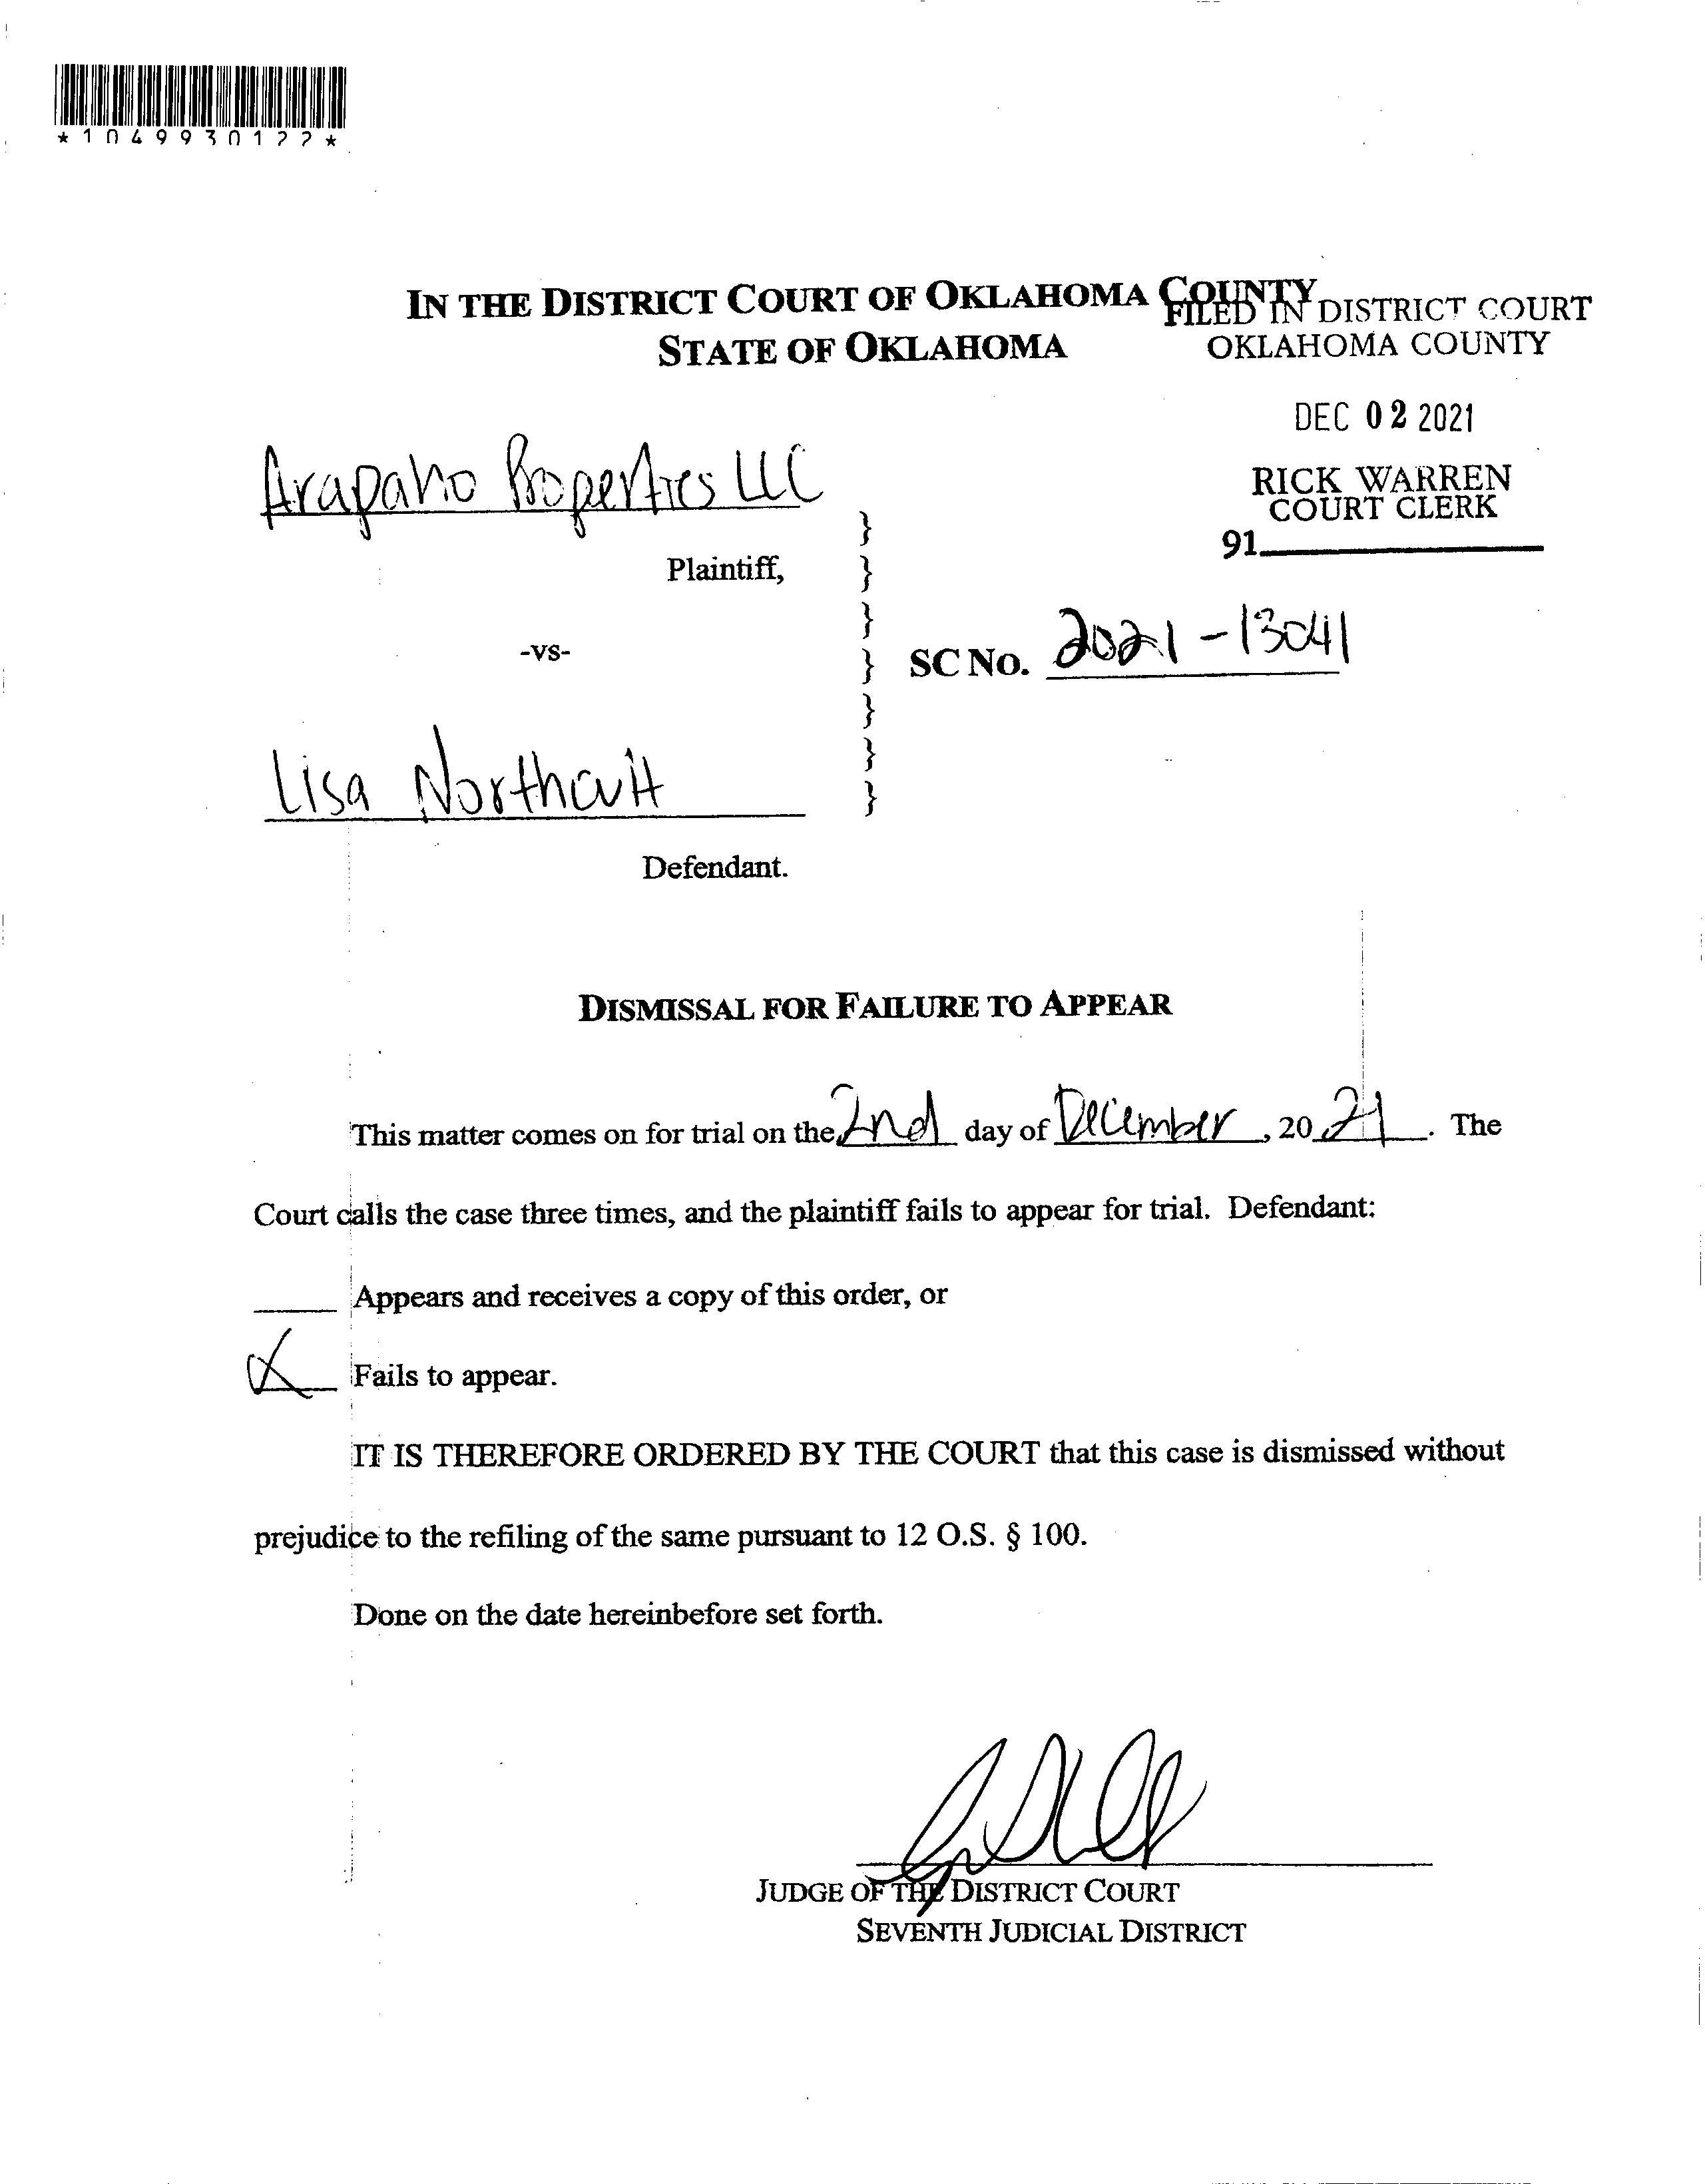 *1049930122*
IN THE DISTRICT COURT OF OKLAHOMA COUNTY
STATE OF OKLAHOMA
FILED IN DISTRICT COURT
OKLAHOMA COUNTY
DEC 02 2021
RICK WARREN
COURT CLERK
91
Arapaho Properties LLC
Plaintiff,
-vs-
SC NO. 2021-13041
Lisa Northcutt
Defendant.
DISMISSAL FOR FAILURE TO APPEAR
This matter comes on for trial on the 2nd day of December, 2021. The
Court calls the case three times, and the plaintiff fails to appear for trial. Defendant:
Appears and receives a copy of this order, or
X Fails to appear.
IT IS THEREFORE ORDERED BY THE COURT that this case is dismissed without
prejudice to the refiling of the same pursuant to 12 O.S. § 100.
Done on the date hereinbefore set forth.
JUDGE OF THE DISTRICT COURT
SEVENTH JUDICIAL DISTRICT